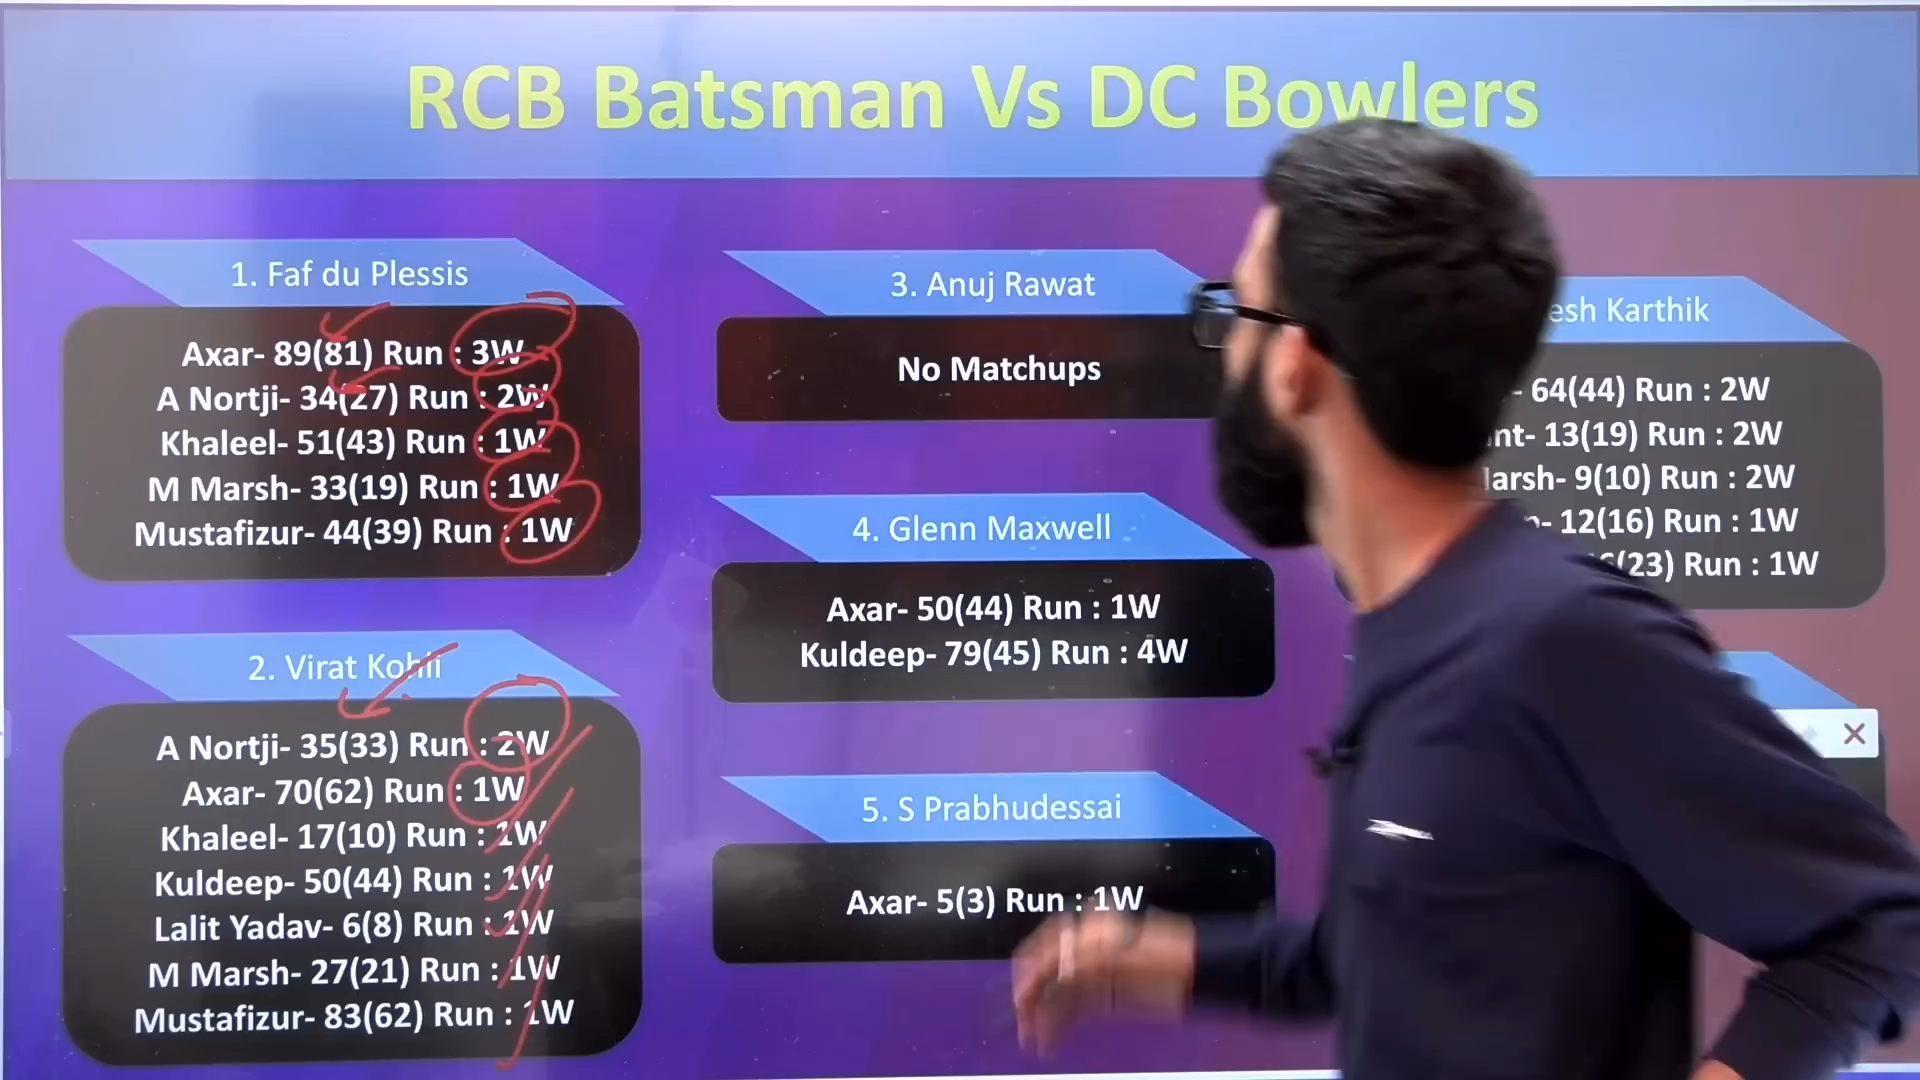 RCB Batsman Vs DC Bowlers
1. Faf du Plessis
Axar- 89(81) Run : 3W
A Nortji- 34(27) Run : 2W
Khaleel- 51(43) Run : 1W
M Marsh- 33(19) Run : 1W
Mustafizur- 44(39) Run : 1W
2. Virat Kohli
A Nortji- 35(33) Run : 2W
Axar- 70(62) Run : 1W
Khaleel- 17(10) Run : 1W
Kuldeep- 50(44) Run : 1W
Lalit Yadav- 6(8) Run : 1W
M Marsh- 27(21) Run : 1W
Mustafizur- 83(62) Run : 1W
3. Anuj Rawat
No Matchups
4. Glenn Maxwell
Axar- 50(44) Run : 1W
Kuldeep- 79(45) Run : 4W
5. S Prabhudessai
Axar- 5(3) Run : 1W
esh Karthik
- 64(44) Run : 2W
nt- 13(19) Run : 2W
arsh- 9(10) Run : 2W
- 12(16) Run : 1W
(23) Run : 1W